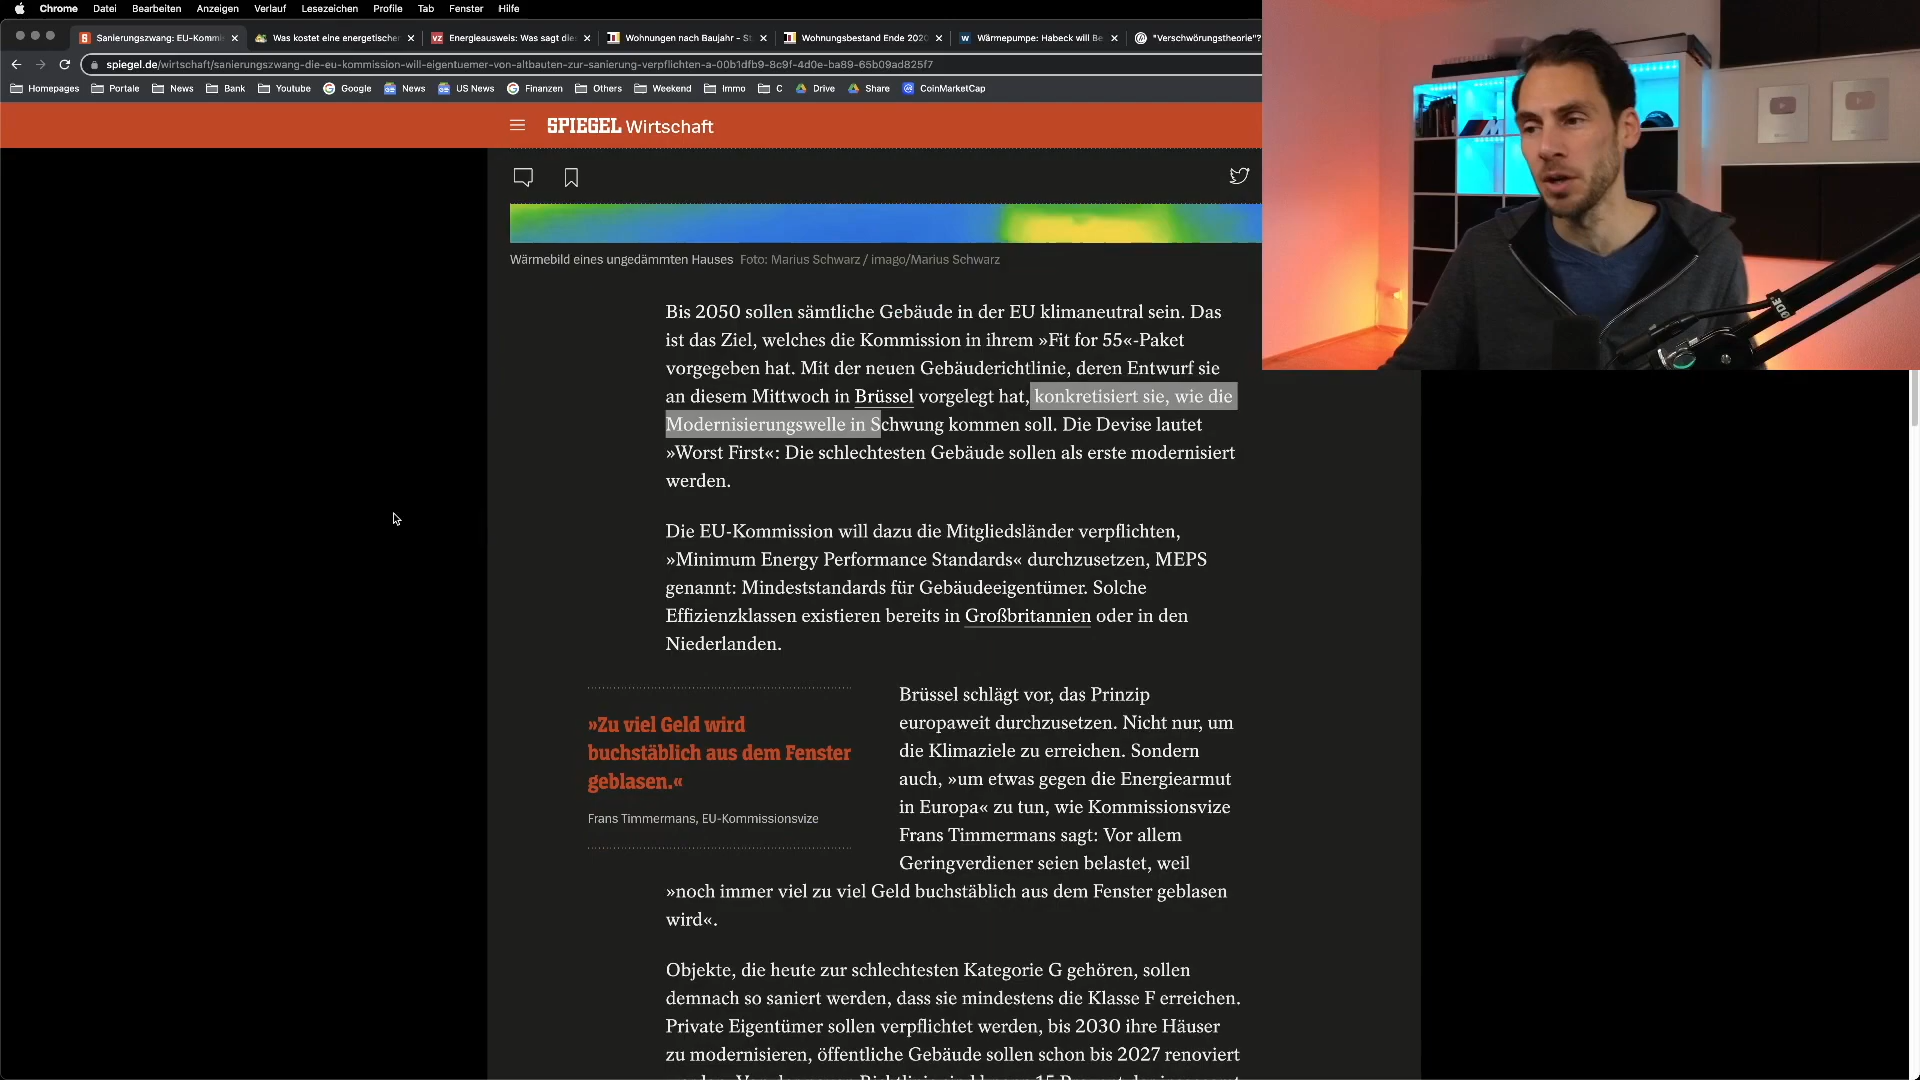 Chrome Datei Bearbeiten Anzeigen Verlauf Lesezeichen Profile Tab Fenster Hilfe
Sanierungszwang: EU-Kommi Was kostet eine energetischer Energieausweis: Was sagt die Wohnungen nach Baujahr - S Wohnungsbestand Ende 2020 Wärmepumpe: Habeck will Be "Verschwörungstheorie"?
spiegel.de/wirtschaft/sanierungszwang-die-eu-kommission-will-eigentuemer-von-altbauten-zur-sanierung-verpflichten-a-00b1dfb9-8c9f-4d0e-ba89-65b09ad825f7
Homepages Portale News Bank Youtube Google News US News Finanzen Others Weekend Immo C Drive Share CoinMarketCap
SPIEGEL Wirtschaft
Wärmebild eines ungedämmten Hauses Foto: Marius Schwarz / imago/Marius Schwarz
Bis 2050 sollen sämtliche Gebäude in der EU klimaneutral sein. Das
ist das Ziel, welches die Kommission in ihrem »Fit for 55«-Paket
vorgegeben hat. Mit der neuen Gebäuderichtlinie, deren Entwurf sie
an diesem Mittwoch in Brüssel vorgelegt hat, konkretisiert sie, wie die
Modernisierungswelle in Schwung kommen soll. Die Devise lautet
»Worst First«: Die schlechtesten Gebäude sollen als erste modernisiert
werden.
Die EU-Kommission will dazu die Mitgliedsländer verpflichten,
»Minimum Energy Performance Standards« durchzusetzen, MEPS
genannt: Mindeststandards für Gebäudeeigentümer. Solche
Effizienzklassen existieren bereits in Großbritannien oder in den
Niederlanden.
»Zu viel Geld wird
buchstäblich aus dem Fenster
geblasen.«
Frans Timmermans, EU-Kommissionsvize
Brüssel schlägt vor, das Prinzip
europaweit durchzusetzen. Nicht nur, um
die Klimaziele zu erreichen. Sondern
auch, »um etwas gegen die Energiearmut
in Europa« zu tun, wie Kommissionsvize
Frans Timmermans sagt: Vor allem
Geringverdiener seien belastet, weil
»noch immer viel zu viel Geld buchstäblich aus dem Fenster geblasen
wird«.
Objekte, die heute zur schlechtesten Kategorie G gehören, sollen
demnach so saniert werden, dass sie mindestens die Klasse F erreichen.
Private Eigentümer sollen verpflichtet werden, bis 2030 ihre Häuser
zu modernisieren, öffentliche Gebäude sollen schon bis 2027 renoviert
RØDE